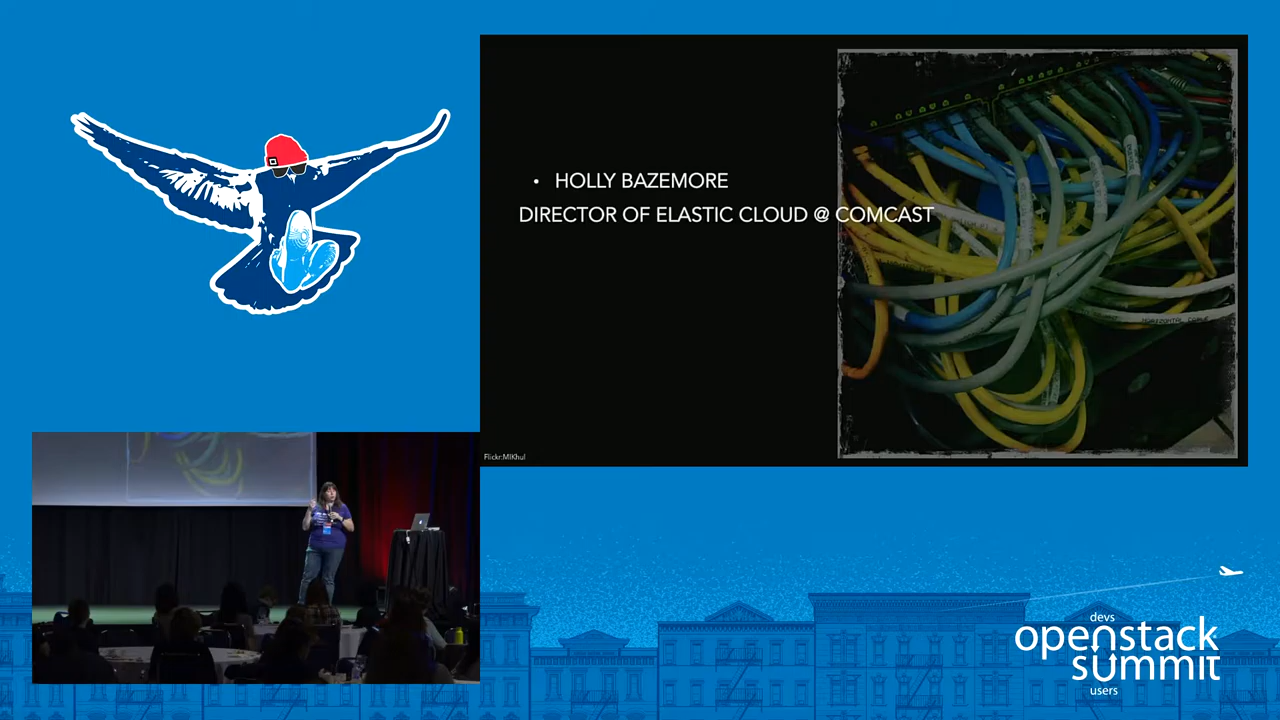 • HOLLY BAZEMORE
DIRECTOR OF ELASTIC CLOUD @ COMCAST
Flickr:MIKhul
devs
openstack
summit
users